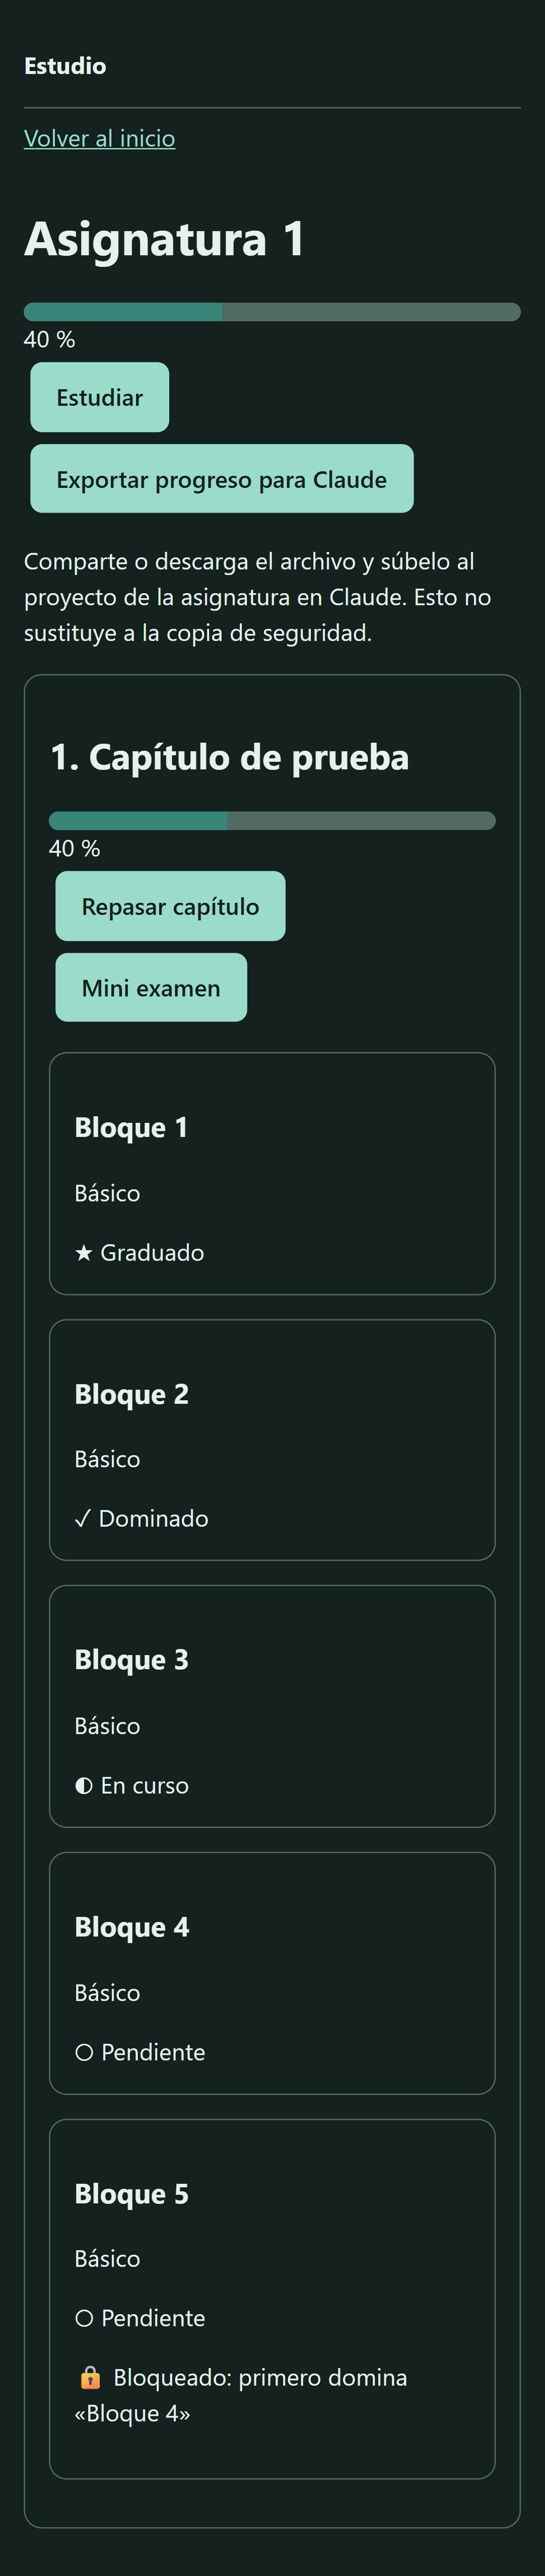 Estudio
Volver al inicio
Asignatura 1
40 %
Estudiar
Exportar progreso para Claude
Comparte o descarga el archivo y súbelo al
proyecto de la asignatura en Claude. Esto no
sustituye a la copia de seguridad.
1. Capítulo de prueba
40 %
Repasar capítulo
Mini examen
Bloque 1
Básico
★ Graduado
Bloque 2
Básico
✓ Dominado
Bloque 3
Básico
◐ En curso
Bloque 4
Básico
○ Pendiente
Bloque 5
Básico
○ Pendiente
🔒 Bloqueado: primero domina
«Bloque 4»